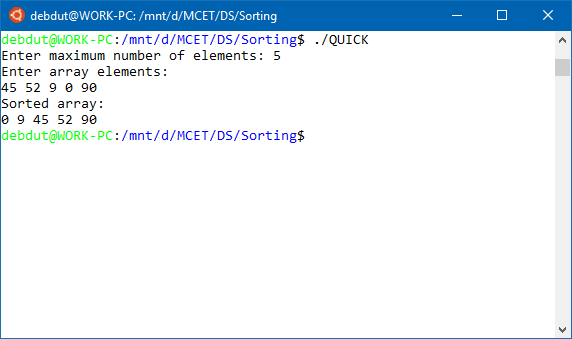 debdut@WORK-PC: /mnt/d/MCET/DS/Sorting
debdut@WORK-PC:/mnt/d/MCET/DS/Sorting$ ./QUICK
Enter maximum number of elements: 5
Enter array elements:
45 52 9 0 90
Sorted array:
0 9 45 52 90
debdut@WORK-PC:/mnt/d/MCET/DS/Sorting$